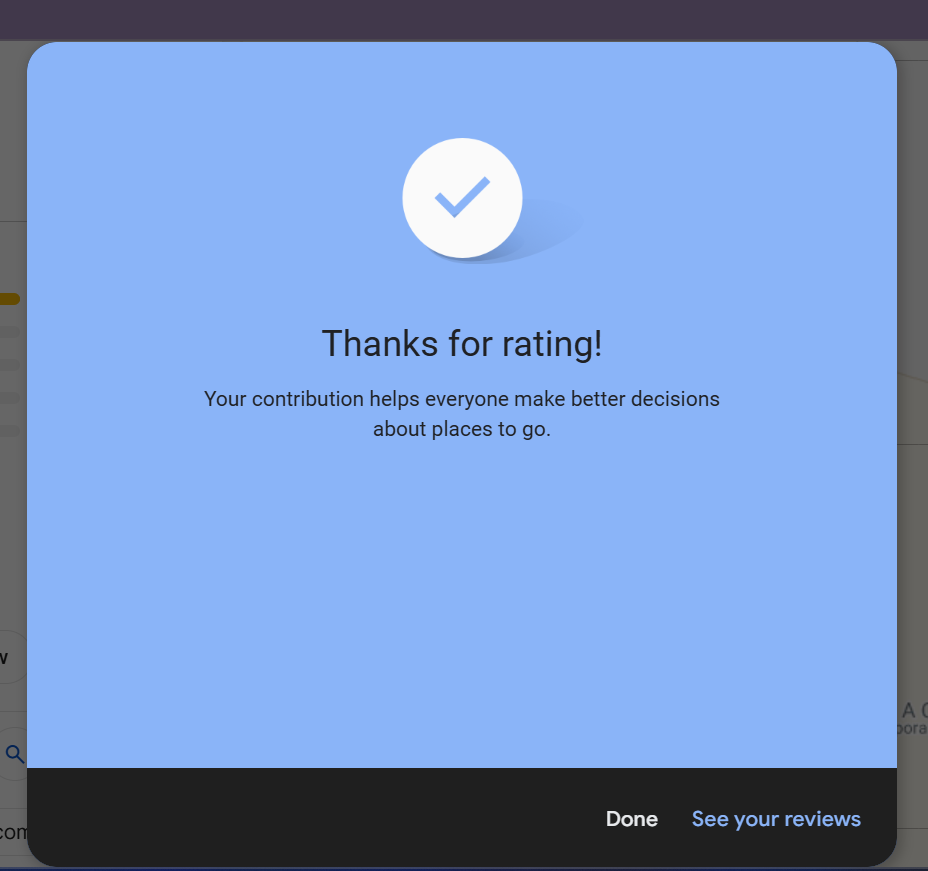 Thanks for rating!
Your contribution helps everyone make better decisions
about places to go.
Done
See your reviews